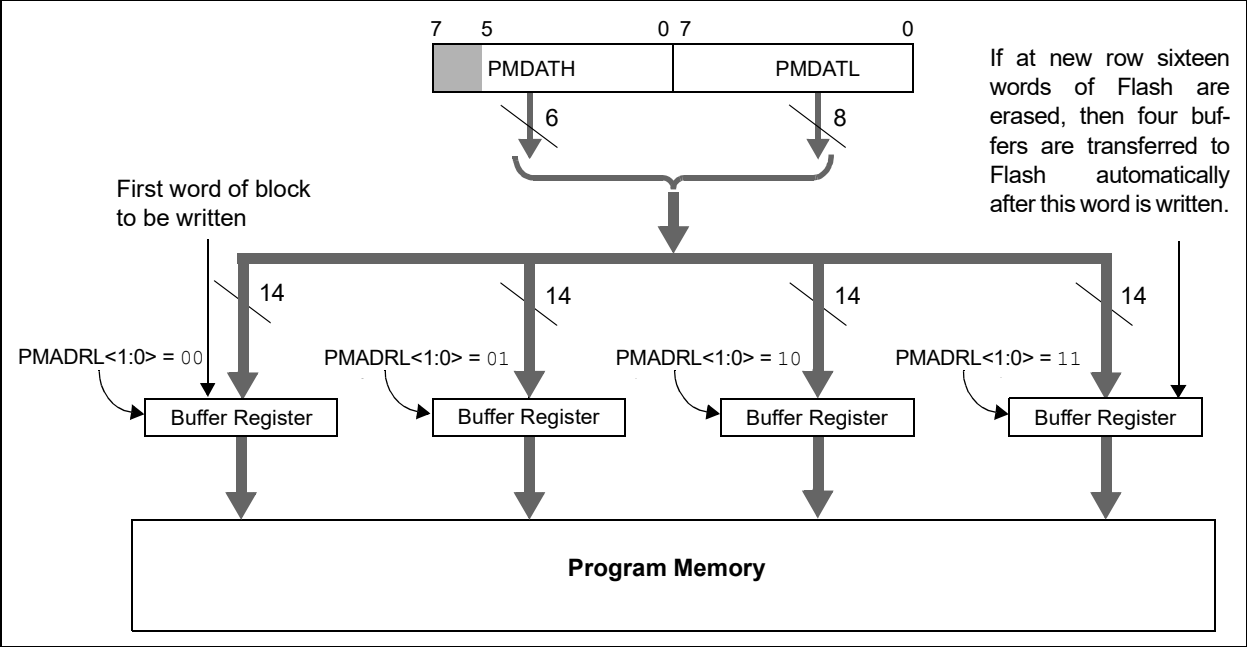 7 5 0 7 0
PMDATH PMDATL
If at new row sixteen
words of Flash are
erased, then four buf-
fers are transferred to
Flash automatically
after this word is written.
6 8
First word of block
to be written
14 14 14 14
PMADRL<1:0> = 00 PMADRL<1:0> = 01 PMADRL<1:0> = 10 PMADRL<1:0> = 11
Buffer Register Buffer Register Buffer Register Buffer Register
Program Memory